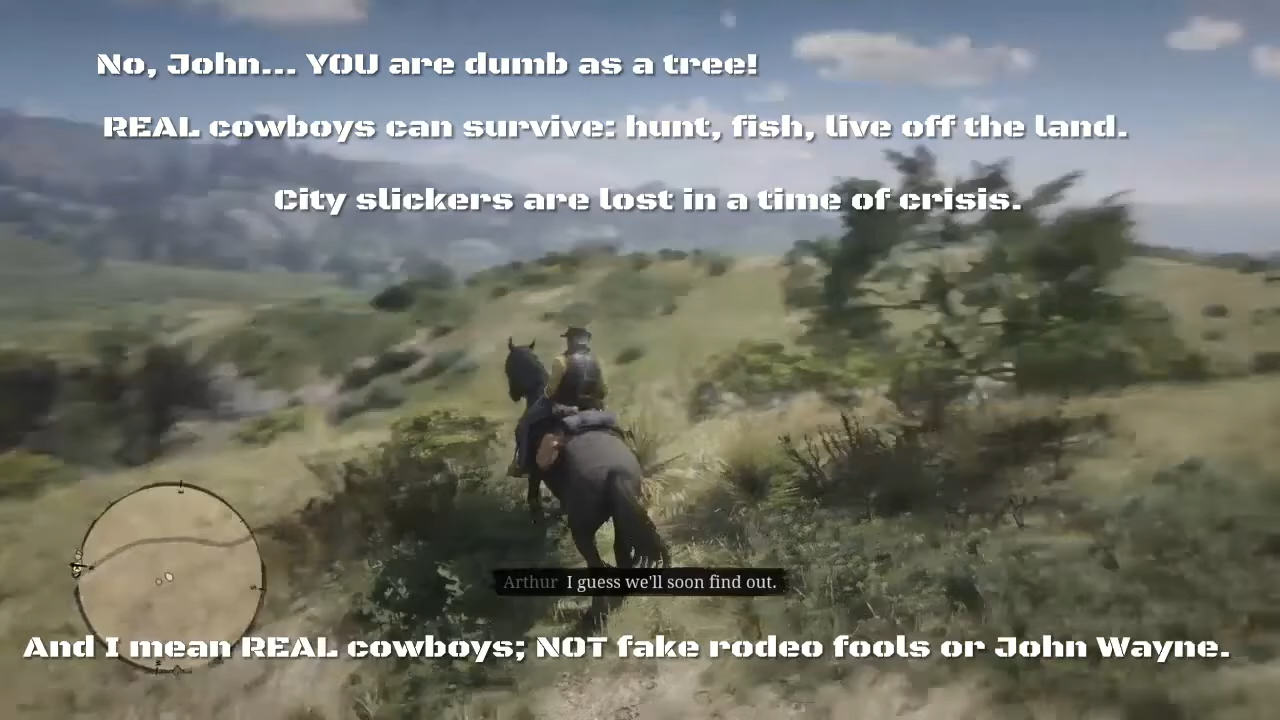 No, John... YOU are dumb as a tree!
REAL cowboys can survive: hunt, fish, live off the land.
City slickers are lost in a time of crisis.
Arthur I guess we'll soon find out.
And I mean REAL cowboys; NOT fake rodeo fools or John Wayne.